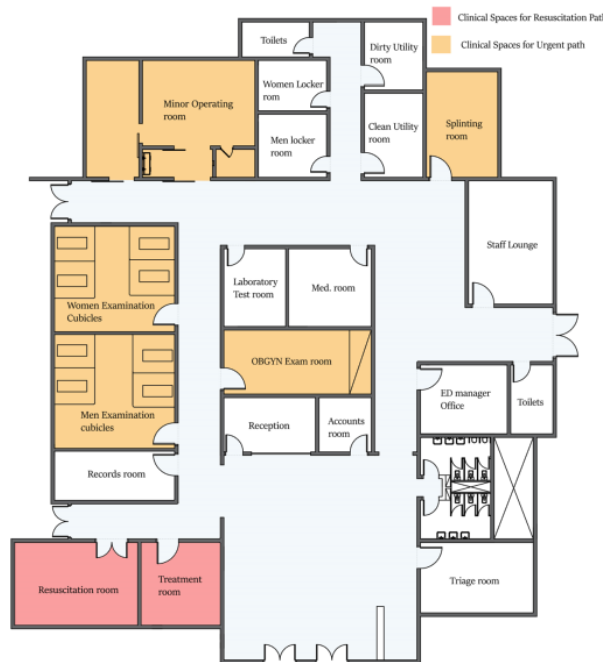 Clinical Spaces for Resuscitation Path
Clinical Spaces for Urgent path
Toilets
Dirty Utility
room
Women Locker
rom
Minor Operating
room
Splinting
room
Clean Utility
room
Men locker
room
Staff Lounge
Laboratory
Test room
Med. room
Women Examination
Cubicles
OBGYN Exam room
ED manager
Office
Toilets
Men Examination
cubicles
Reception
Accounts
room
Records room
Resuscitation room
Treatment
room
Triage room